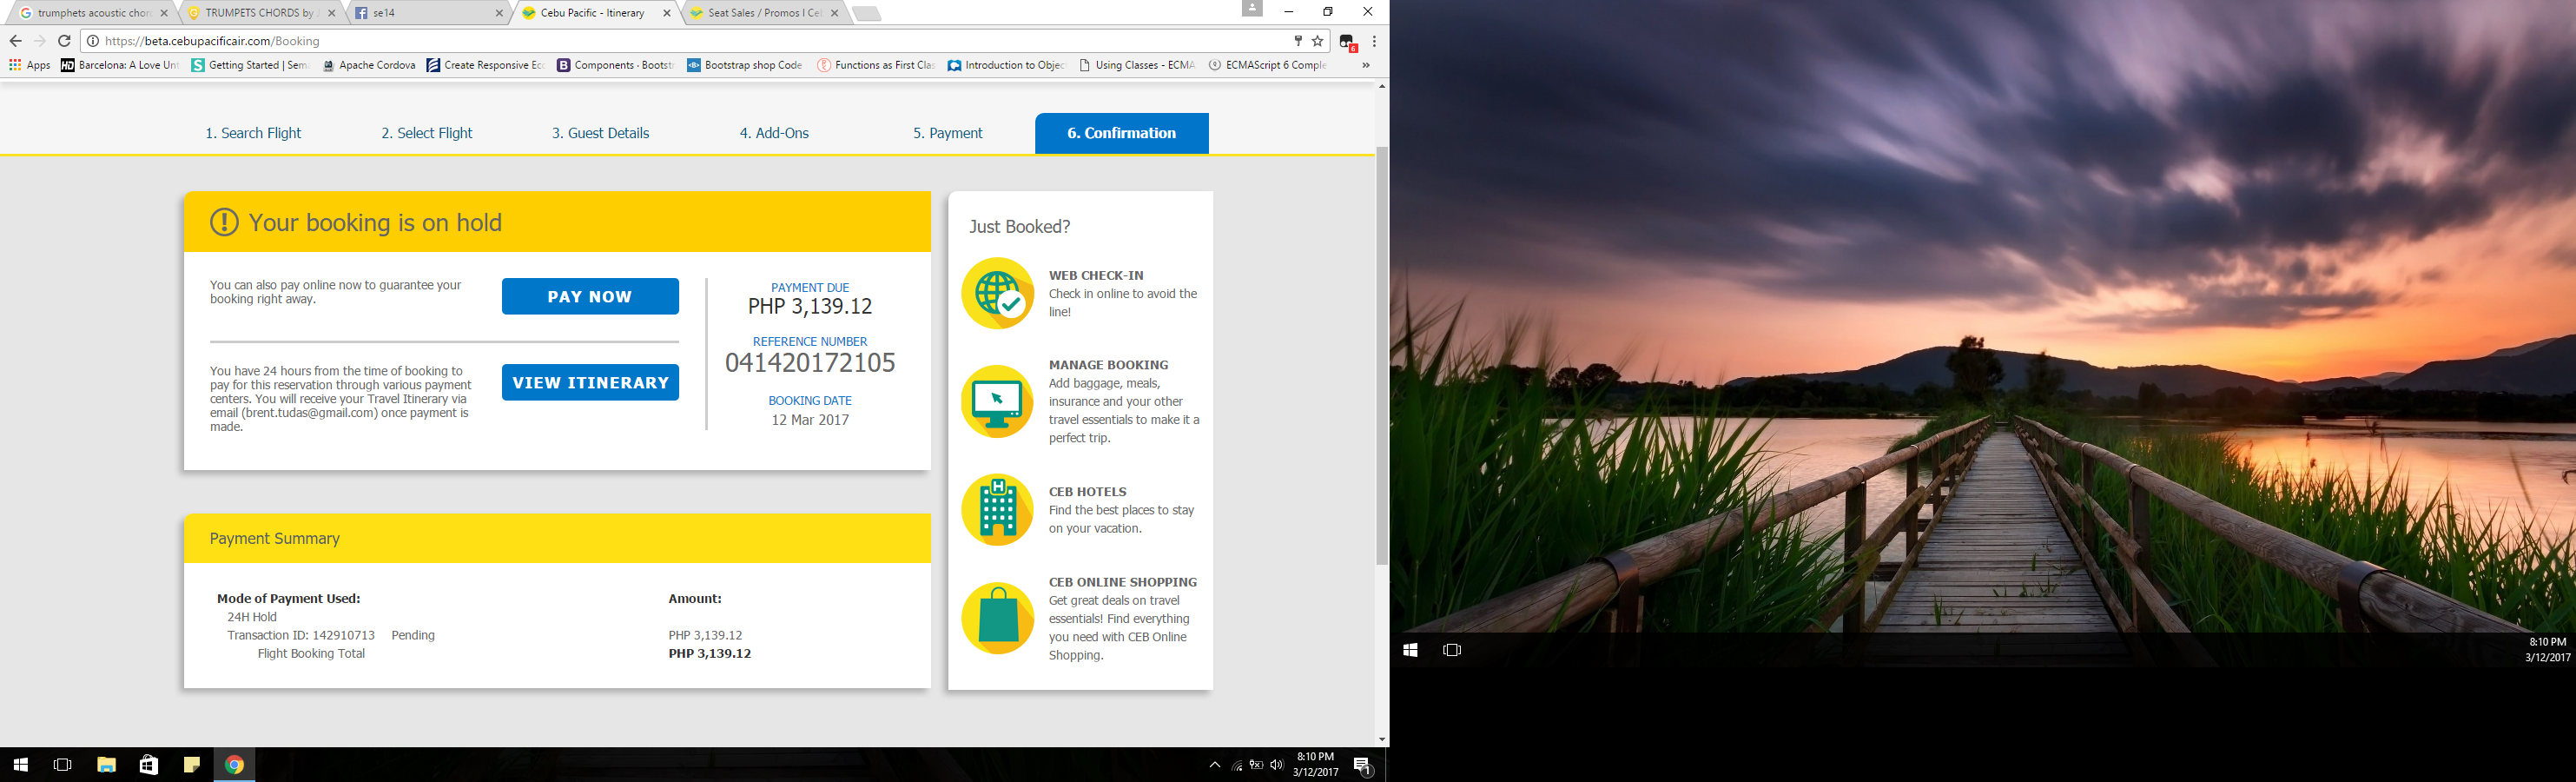 trumphets acoustic chor
TRUMPETS CHORDS by J
se14
Cebu Pacific - Itinerary
Seat Sales / Promos I Ce
https://beta.cebupacificair.com/Booking
6
Apps
Barcelona: A Love Unt
Getting Started | Sem
Apache Cordova
Create Responsive Ec
Components · Bootst
Bootstrap shop Code
Functions as First Clas
Introduction to Objec
Using Classes - ECMA
ECMAScript 6 Comple
»
1. Search Flight
2. Select Flight
3. Guest Details
4. Add-Ons
5. Payment
6. Confirmation
Your booking is on hold
You can also pay online now to guarantee your
booking right away.
PAY NOW
You have 24 hours from the time of booking to
pay for this reservation through various payment
centers. You will receive your Travel Itinerary via
email (brent.tudas@gmail.com) once payment is
made.
VIEW ITINERARY
PAYMENT DUE
PHP 3,139.12
REFERENCE NUMBER
041420172105
BOOKING DATE
12 Mar 2017
Payment Summary
Mode of Payment Used:
Amount:
24H Hold
Transaction ID: 142910713 Pending
PHP 3,139.12
Flight Booking Total
PHP 3,139.12
Just Booked?
WEB CHECK-IN
Check in online to avoid the
line!
MANAGE BOOKING
Add baggage, meals,
insurance and your other
travel essentials to make it a
perfect trip.
H
CEB HOTELS
Find the best places to stay
on your vacation.
CEB ONLINE SHOPPING
Get great deals on travel
essentials! Find everything
you need with CEB Online
Shopping.
8:10 PM
3/12/2017
1
8:10 PM
3/12/2017